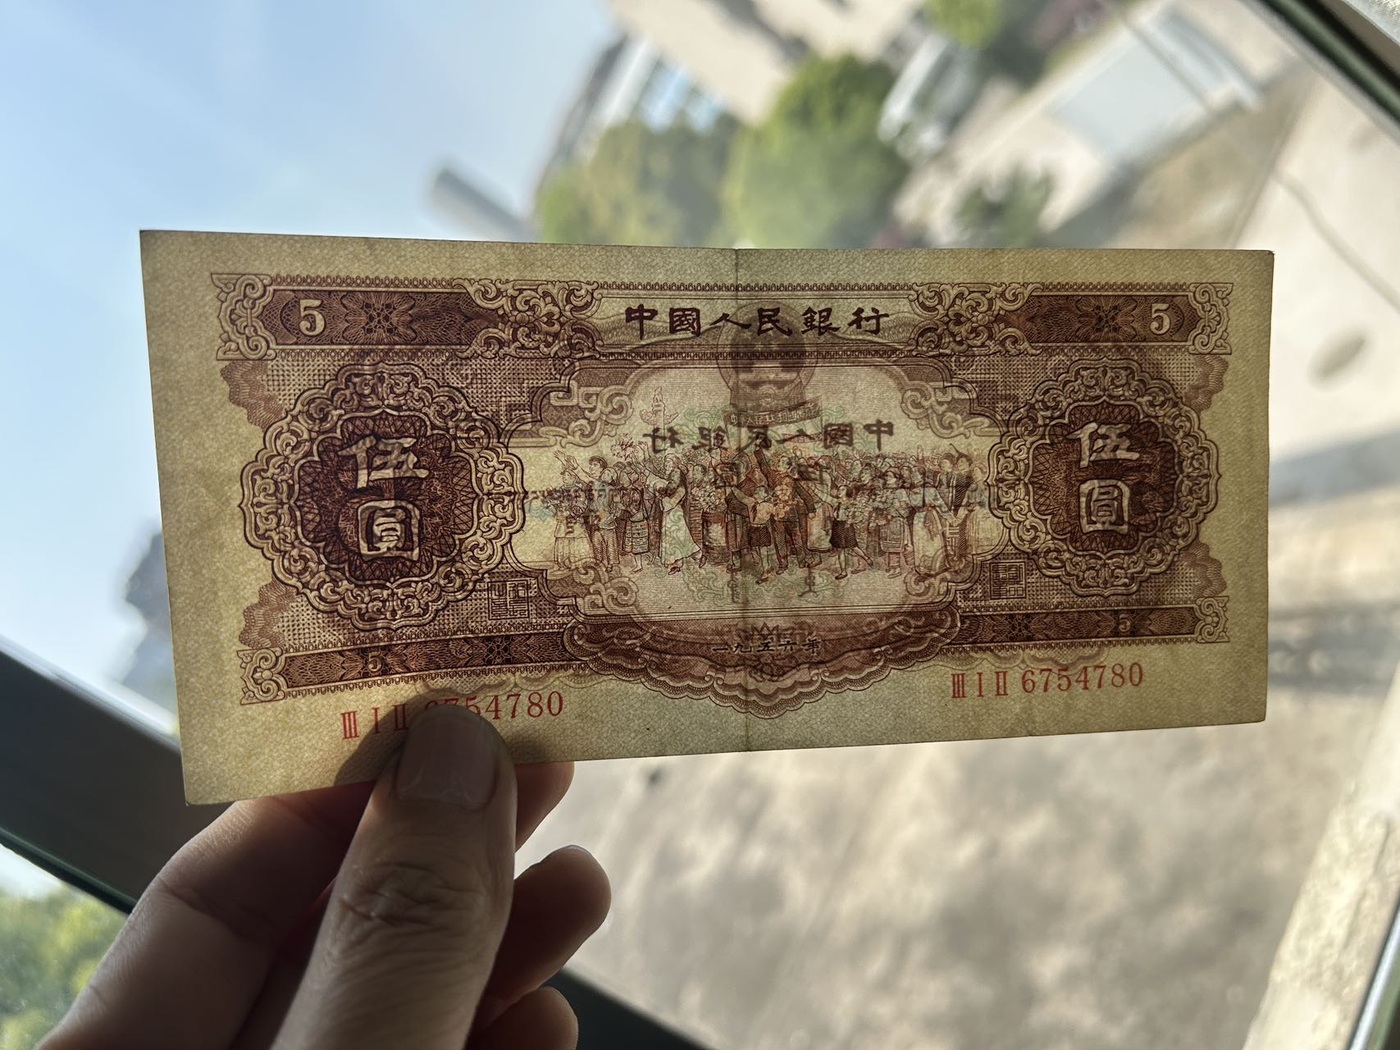 5 中國人民銀行 5
中國人民銀行
伍圓 伍圓
一九五六年
5 5
Ⅲ Ⅰ Ⅱ 6754780 Ⅲ Ⅰ Ⅱ 6754780